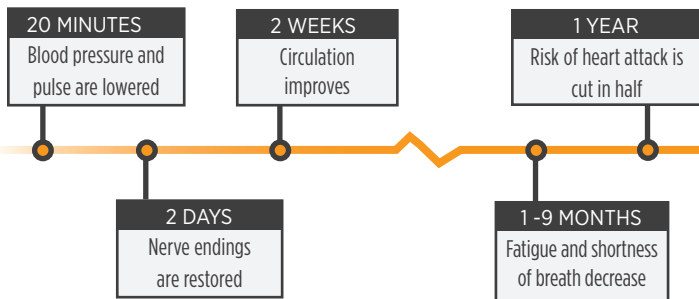 20 MINUTES
Blood pressure and
pulse are lowered
2 DAYS
Nerve endings
are restored
2 WEEKS
Circulation
improves
1 -9 MONTHS
Fatigue and shortness
of breath decrease
1 YEAR
Risk of heart attack is
cut in half